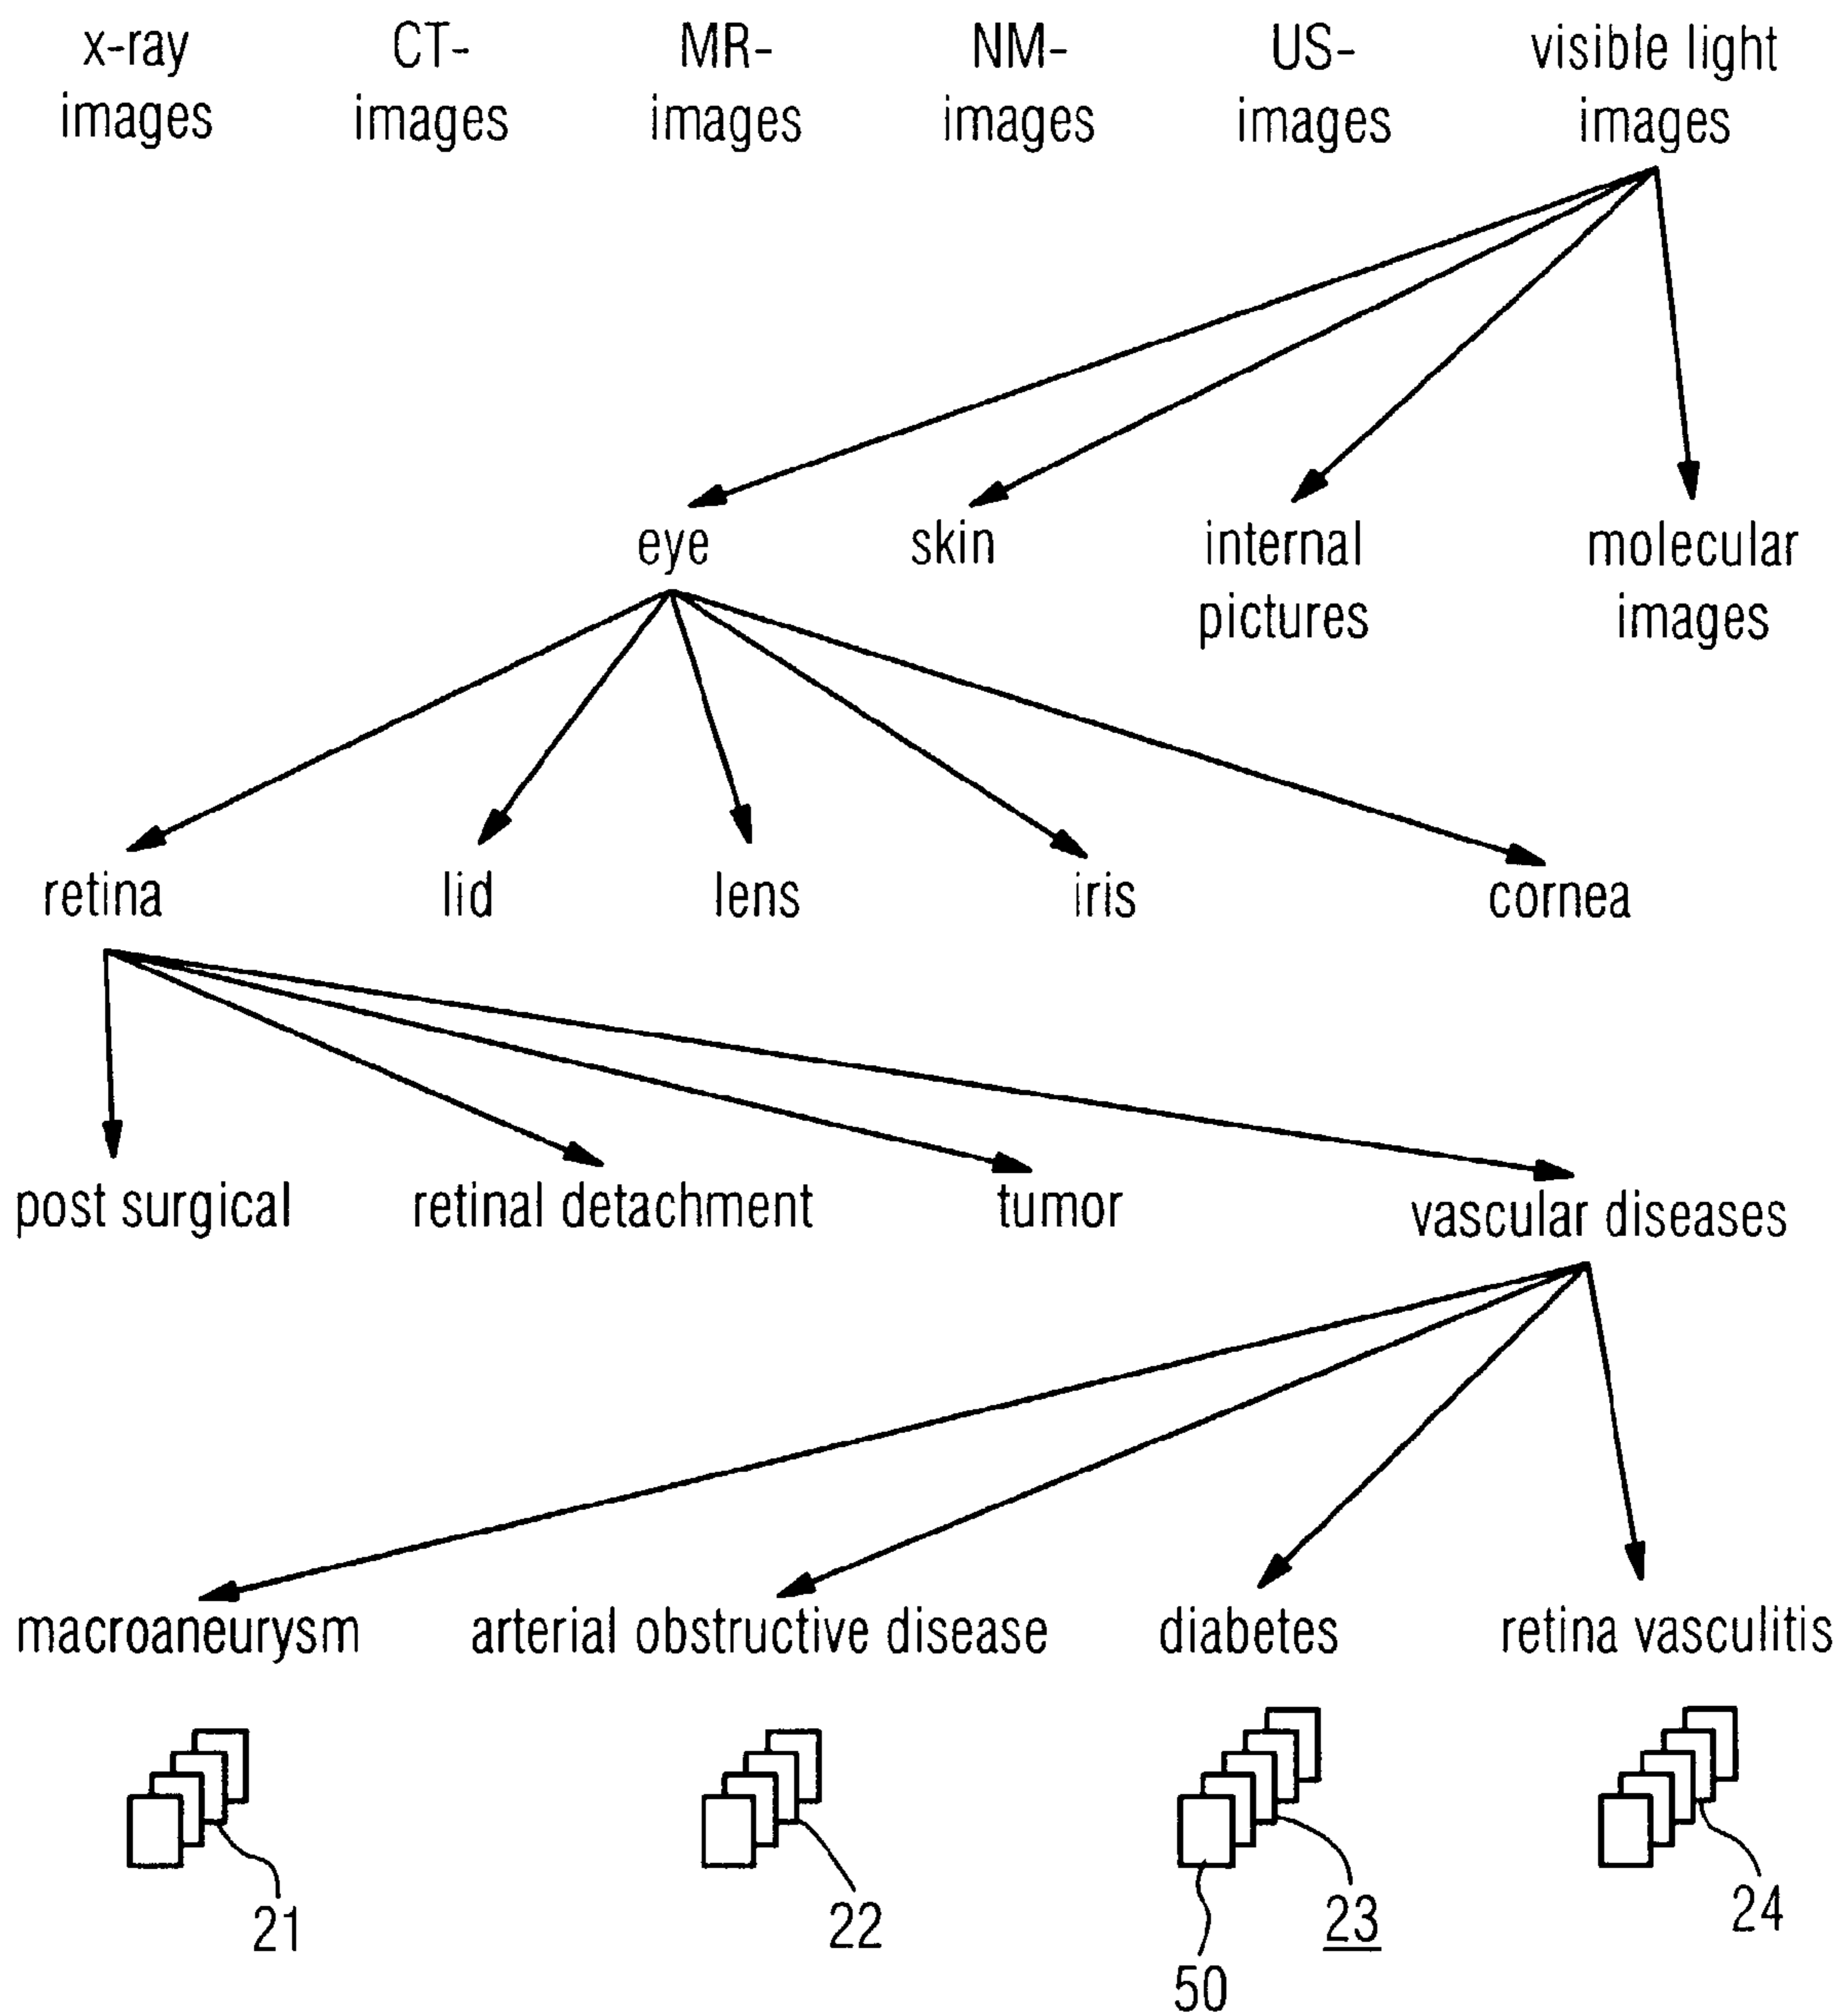 x-ray images
CT- images
MR- images
NM- images
US- images
visible light images
eye
skin
internal pictures
molecular images
retina
lid
lens
iris
cornea
post surgical
retinal detachment
tumor
vascular diseases
macroaneurysm
arterial obstructive disease
diabetes
retina vasculitis
21
22
23
24
50